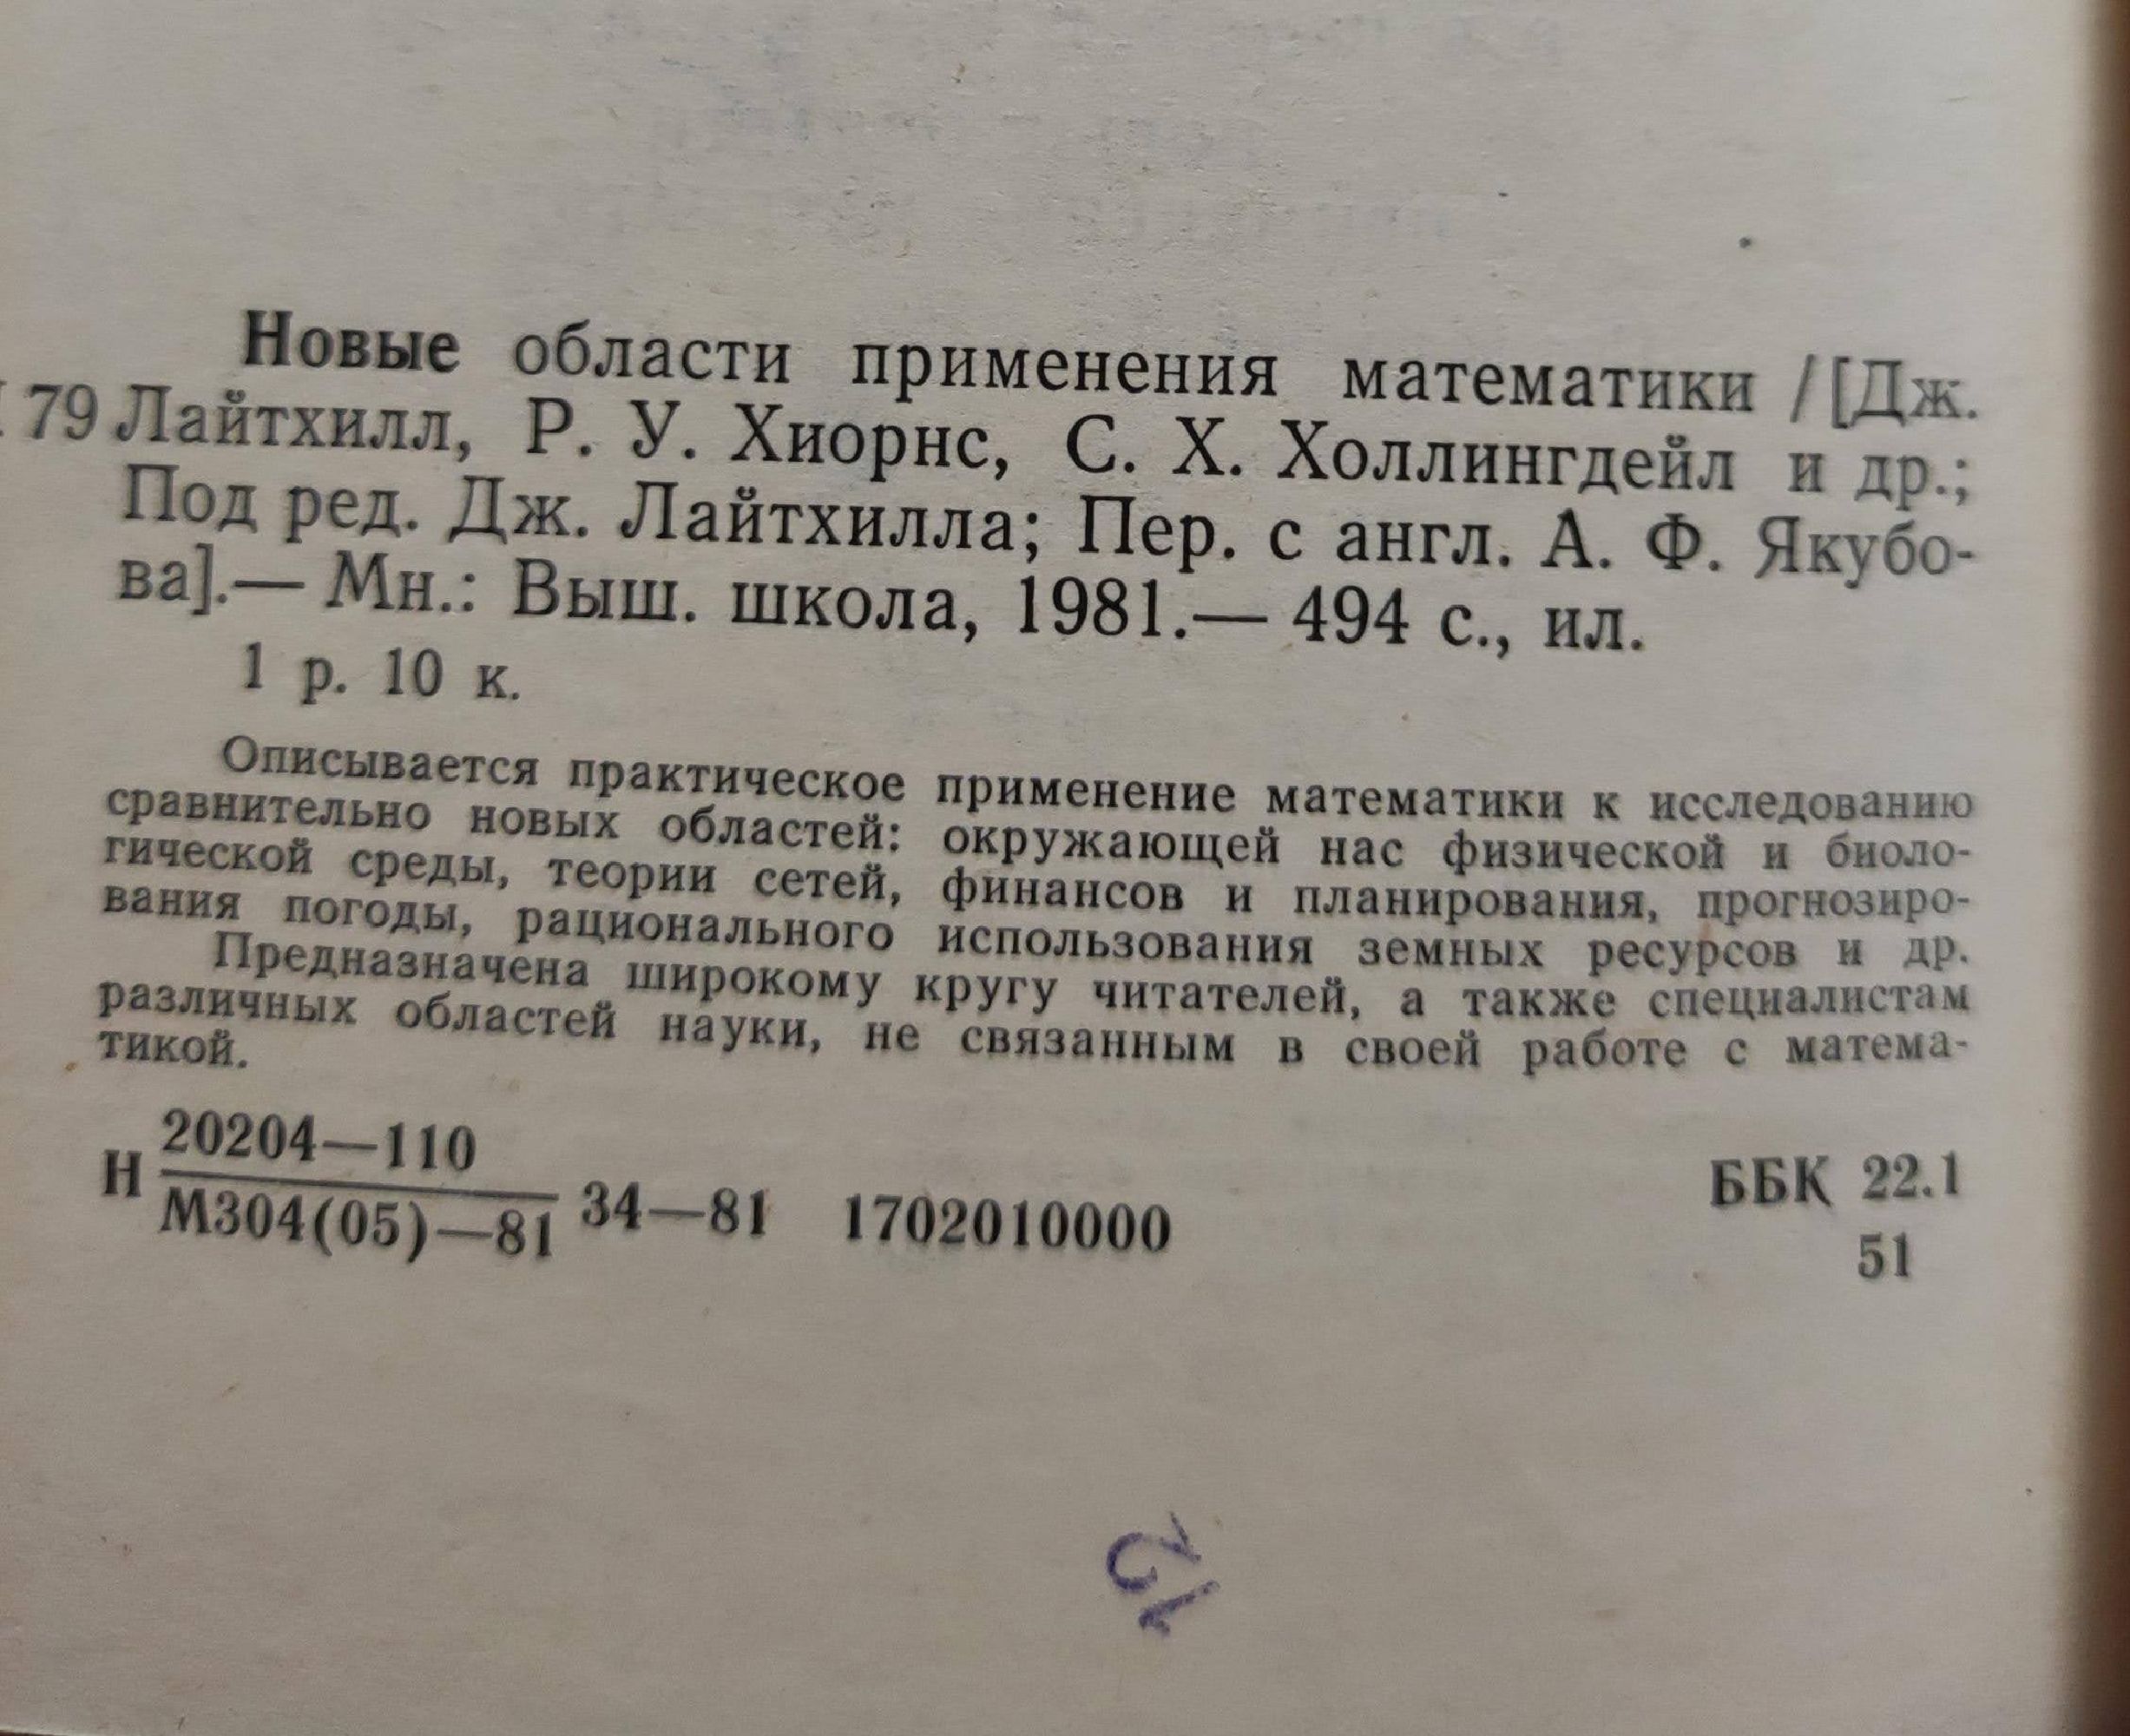 Новые области применения математики / [Дж.
79 Лайтхилл, Р. У. Хиорнс, С. Х. Холлингдейл и др.;
Под ред. Дж. Лайтхилла; Пер. с англ. А. Ф. Якубо-
ва].— Мн.: Выш. школа, 1981.— 494 с., ил.
1 р. 10 к.
Описывается практическое применение математики к исследованию
сравнительно новых областей: окружающей нас физической и биоло-
гической среды, теории сетей, финансов и планирования, прогнозиро-
вания погоды, рационального использования земных ресурсов и др.
Предназначена широкому кругу читателей, а также специалистам
различных областей науки, не связанным в своей работе с матема-
тикой.
20204—110
Н М304(05)—81 34—81 1702010000
ББК 22.1
51